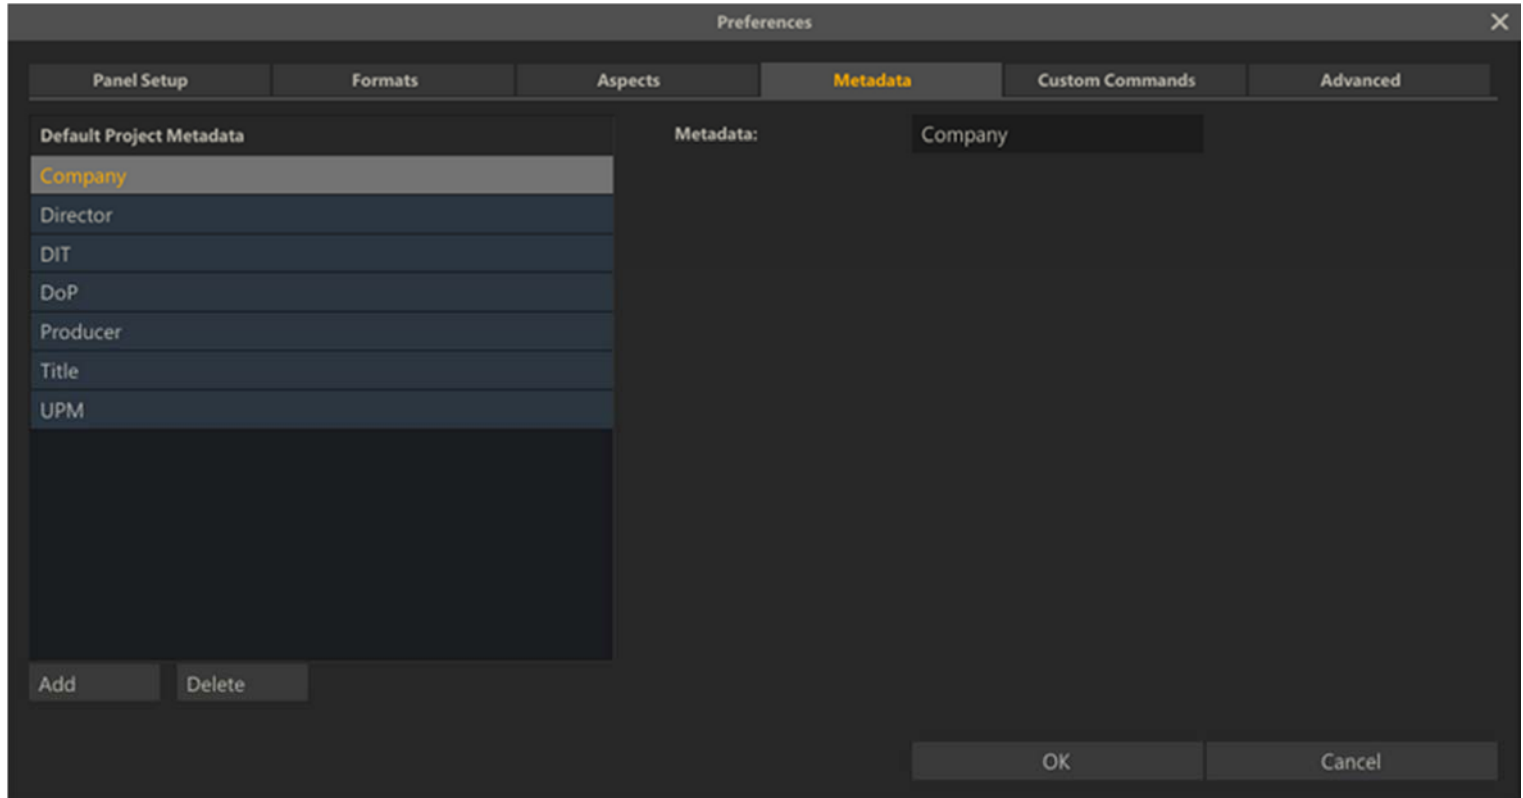 Preferences
Panel Setup Formats Aspects Metadata Custom Commands Advanced
Default Project Metadata
Metadata: Company
Company
Director
DIT
DoP
Producer
Title
UPM
Add Delete
OK Cancel